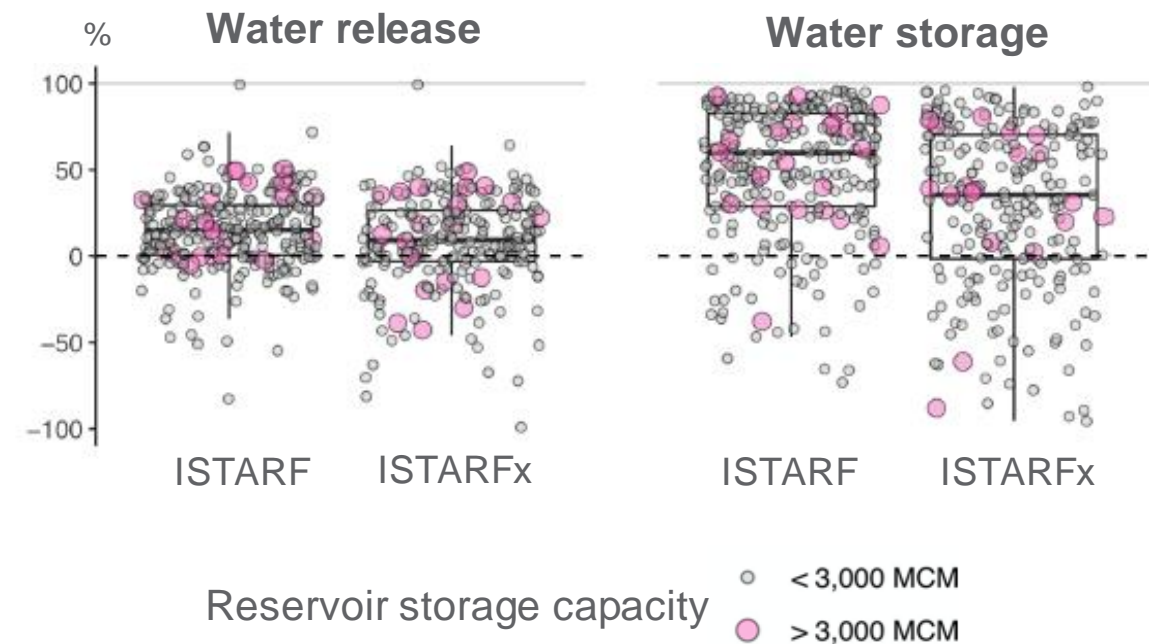 % Water release Water storage
100
50
0
−50
−100
ISTARF ISTARFx ISTARF ISTARFx
< 3,000 MCM
Reservoir storage capacity
> 3,000 MCM